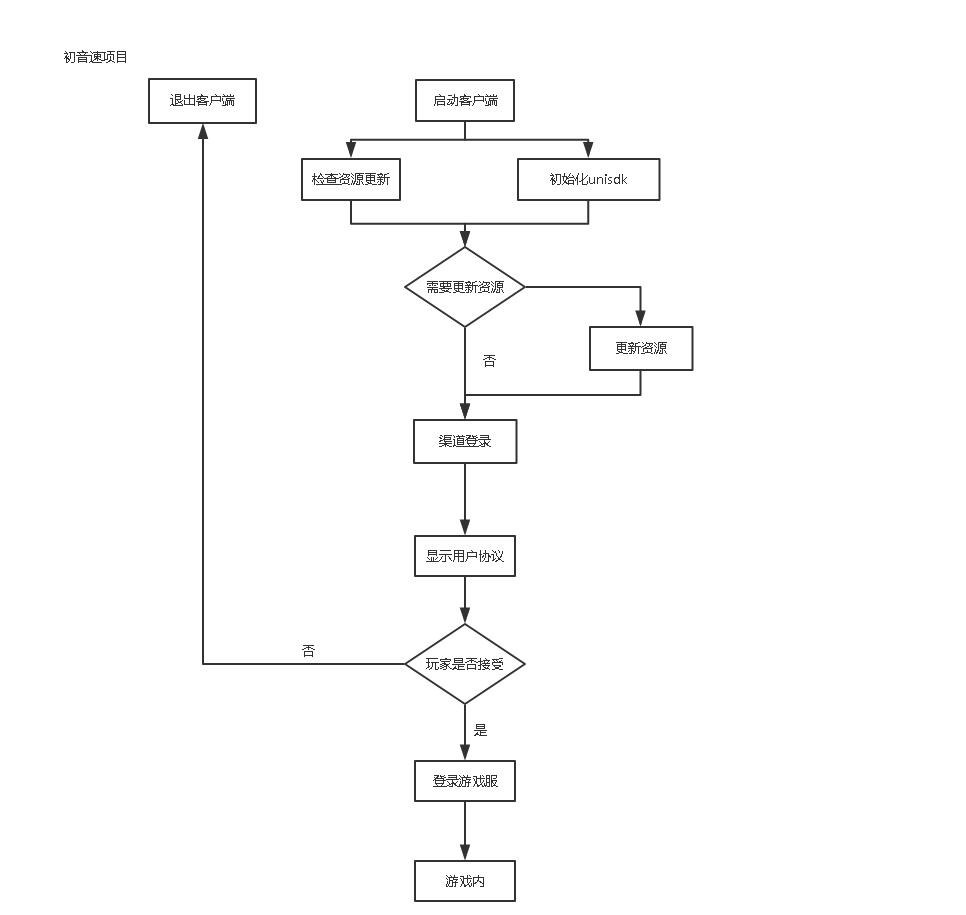 初音速项目
退出客户端
启动客户端
检查资源更新
初始化unisdk
需要更新资源
更新资源
否
渠道登录
显示用户协议
否
玩家是否接受
是
登录游戏服
游戏内